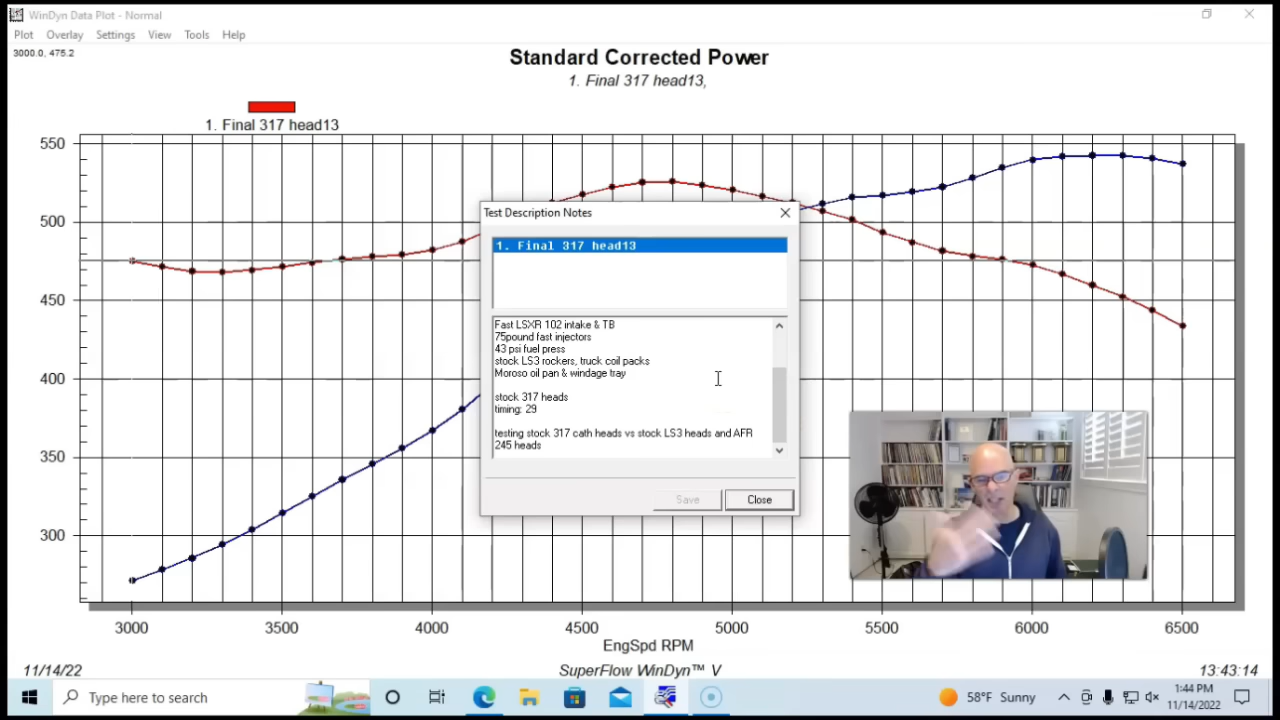 WinDyn Data Plot - Normal
Plot Overlay Settings View Tools Help
3000.0, 475.2
Standard Corrected Power
1. Final 317 head13,
1. Final 317 head13
550
500
450
400
350
300
Test Description Notes
1. Final 317 head13
Fast LSXR 102 intake & TB
75pound fast injectors
43 psi fuel press
stock LS3 rockers, truck coil packs
Moroso oil pan & windage tray
stock 317 heads
timing: 29
testing stock 317 cath heads vs stock LS3 heads and AFR
245 heads
Save Close
3000 3500 4000 4500 5000 5500 6000 6500
EngSpd RPM
11/14/22 SuperFlow WinDyn™ V 13:43:14
Type here to search
58°F Sunny
1:44 PM
11/14/2022